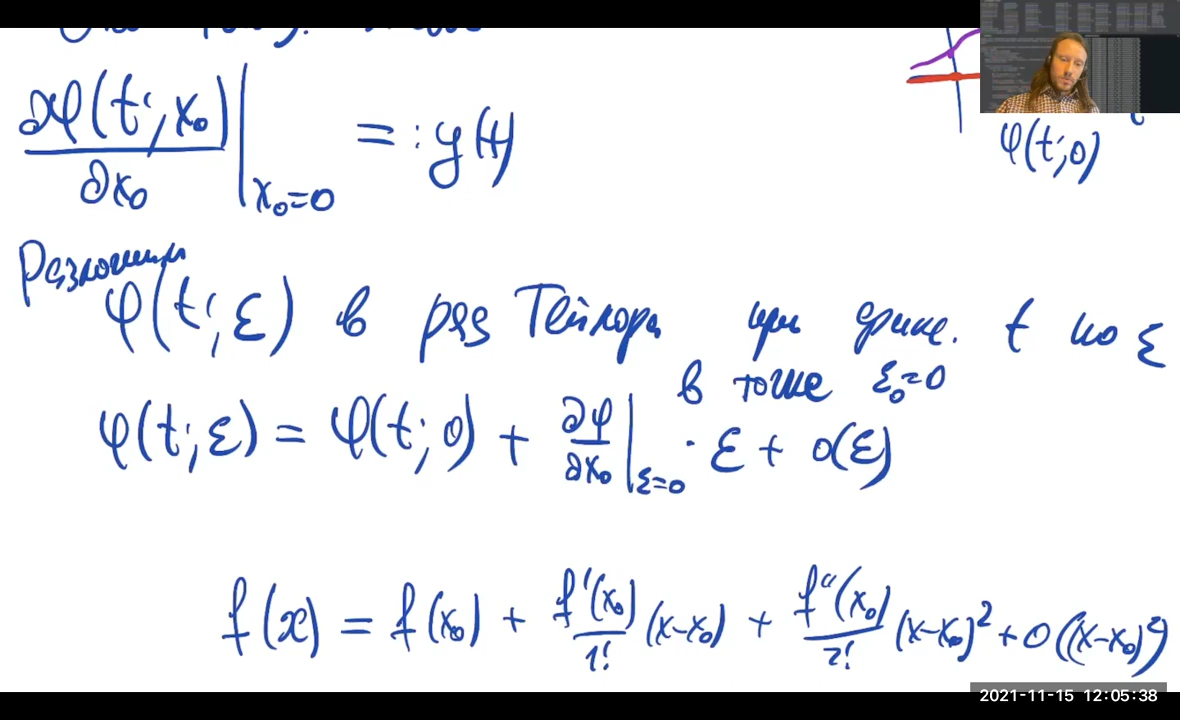 ∂φ(t; x₀)/∂x₀ |ₓ₀₌₀ =: y(t)
φ(t; 0)
Разложим
φ(t; ε) в ряд Тейлора при фикс. t по ε
в точке ε₀=0
φ(t; ε) = φ(t; 0) + ∂φ/∂x₀ |_{ε=0} · ε + o(ε)
f(x) = f(x₀) + f'(x₀)/1! (x-x₀) + f''(x₀)/2! (x-x₀)² + o((x-x₀)²)
2021-11-15 12:05:38